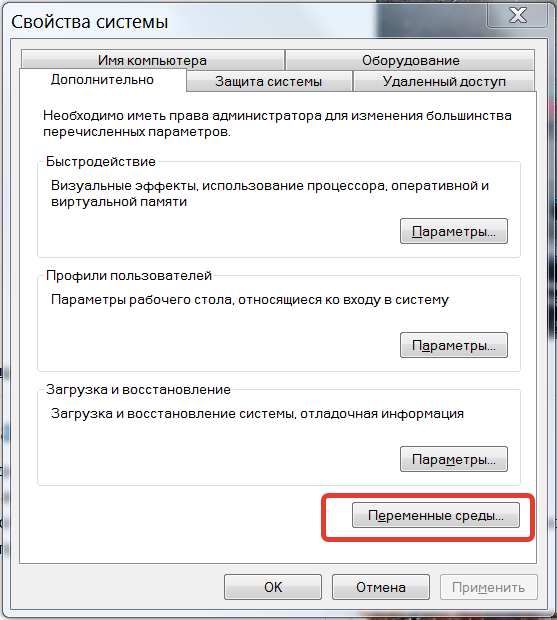 Свойства системы
Имя компьютера
Оборудование
Дополнительно
Защита системы
Удаленный доступ
Необходимо иметь права администратора для изменения большинства
перечисленных параметров.
Быстродействие
Визуальные эффекты, использование процессора, оперативной и
виртуальной памяти
Параметры...
Профили пользователей
Параметры рабочего стола, относящиеся ко входу в систему
Параметры...
Загрузка и восстановление
Загрузка и восстановление системы, отладочная информация
Параметры...
Переменные среды...
ОК
Отмена
Применить